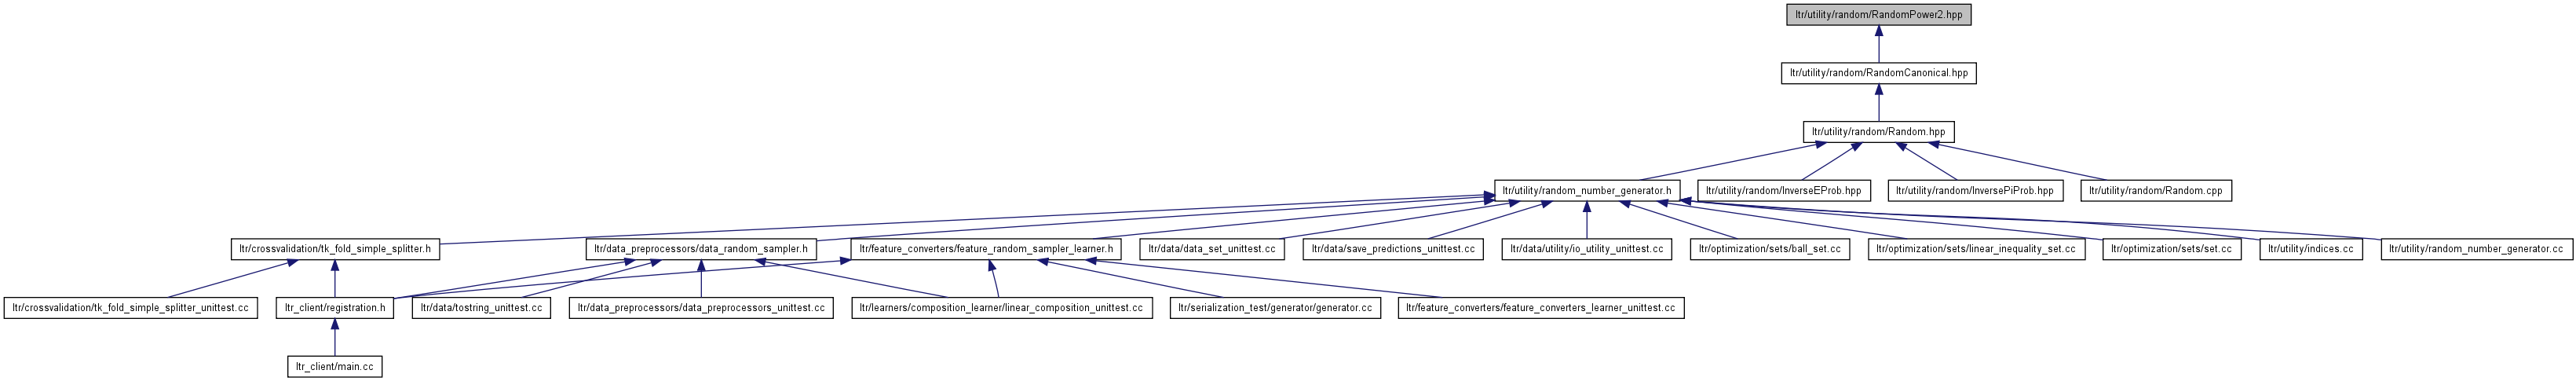 ltr/utility/random/RandomPower2.hpp
ltr/utility/random/RandomCanonical.hpp
ltr/utility/random/Random.hpp
ltr/utility/random_number_generator.h
ltr/utility/random/InverseEProb.hpp
ltr/utility/random/InversePiProb.hpp
ltr/utility/random/Random.cpp
ltr/crossvalidation/tk_fold_simple_splitter.h
ltr/data_preprocessors/data_random_sampler.h
ltr/feature_converters/feature_random_sampler_learner.h
ltr/data/data_set_unittest.cc
ltr/data/save_predictions_unittest.cc
ltr/data/utility/io_utility_unittest.cc
ltr/optimization/sets/ball_set.cc
ltr/optimization/sets/linear_inequality_set.cc
ltr/optimization/sets/set.cc
ltr/utility/indices.cc
ltr/utility/random_number_generator.cc
ltr/crossvalidation/tk_fold_simple_splitter_unittest.cc
ltr_client/registration.h
ltr/data/tostring_unittest.cc
ltr/data_preprocessors/data_preprocessors_unittest.cc
ltr/learners/composition_learner/linear_composition_unittest.cc
ltr/serialization_test/generator/generator.cc
ltr/feature_converters/feature_converters_learner_unittest.cc
ltr_client/main.cc